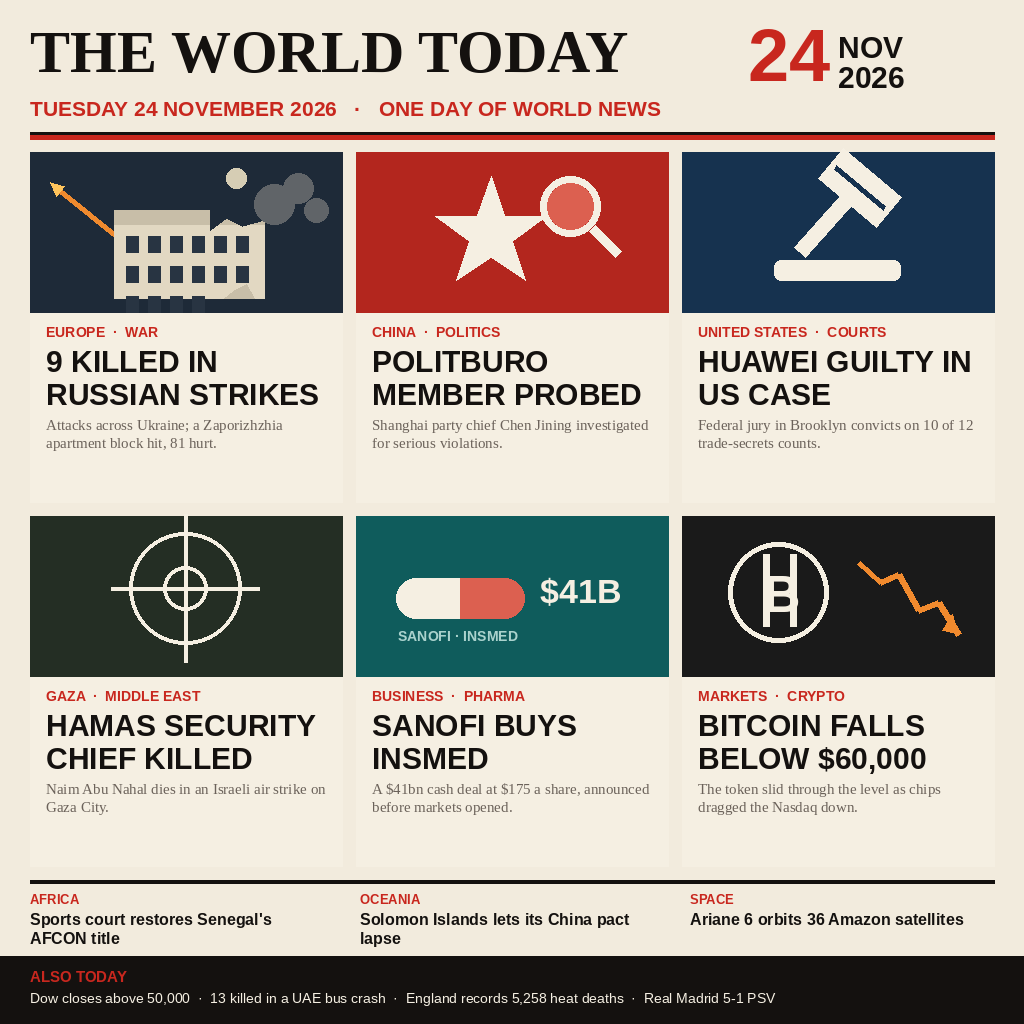 THE WORLD TODAY
24 NOV
2026
TUESDAY 24 NOVEMBER 2026 · ONE DAY OF WORLD NEWS
EUROPE · WAR
9 KILLED IN
RUSSIAN STRIKES
Attacks across Ukraine; a Zaporizhzhia
apartment block hit, 81 hurt.
CHINA · POLITICS
POLITBURO
MEMBER PROBED
Shanghai party chief Chen Jining investigated
for serious violations.
UNITED STATES · COURTS
HUAWEI GUILTY IN
US CASE
Federal jury in Brooklyn convicts on 10 of 12
trade-secrets counts.
$41B
SANOFI · INSMED
B
GAZA · MIDDLE EAST
HAMAS SECURITY
CHIEF KILLED
Naim Abu Nahal dies in an Israeli air strike on
Gaza City.
BUSINESS · PHARMA
SANOFI BUYS
INSMED
A $41bn cash deal at $175 a share, announced
before markets opened.
MARKETS · CRYPTO
BITCOIN FALLS
BELOW $60,000
The token slid through the level as chips
dragged the Nasdaq down.
AFRICA
Sports court restores Senegal's
AFCON title
OCEANIA
Solomon Islands lets its China pact
lapse
SPACE
Ariane 6 orbits 36 Amazon satellites
ALSO TODAY
Dow closes above 50,000 · 13 killed in a UAE bus crash · England records 5,258 heat deaths · Real Madrid 5-1 PSV